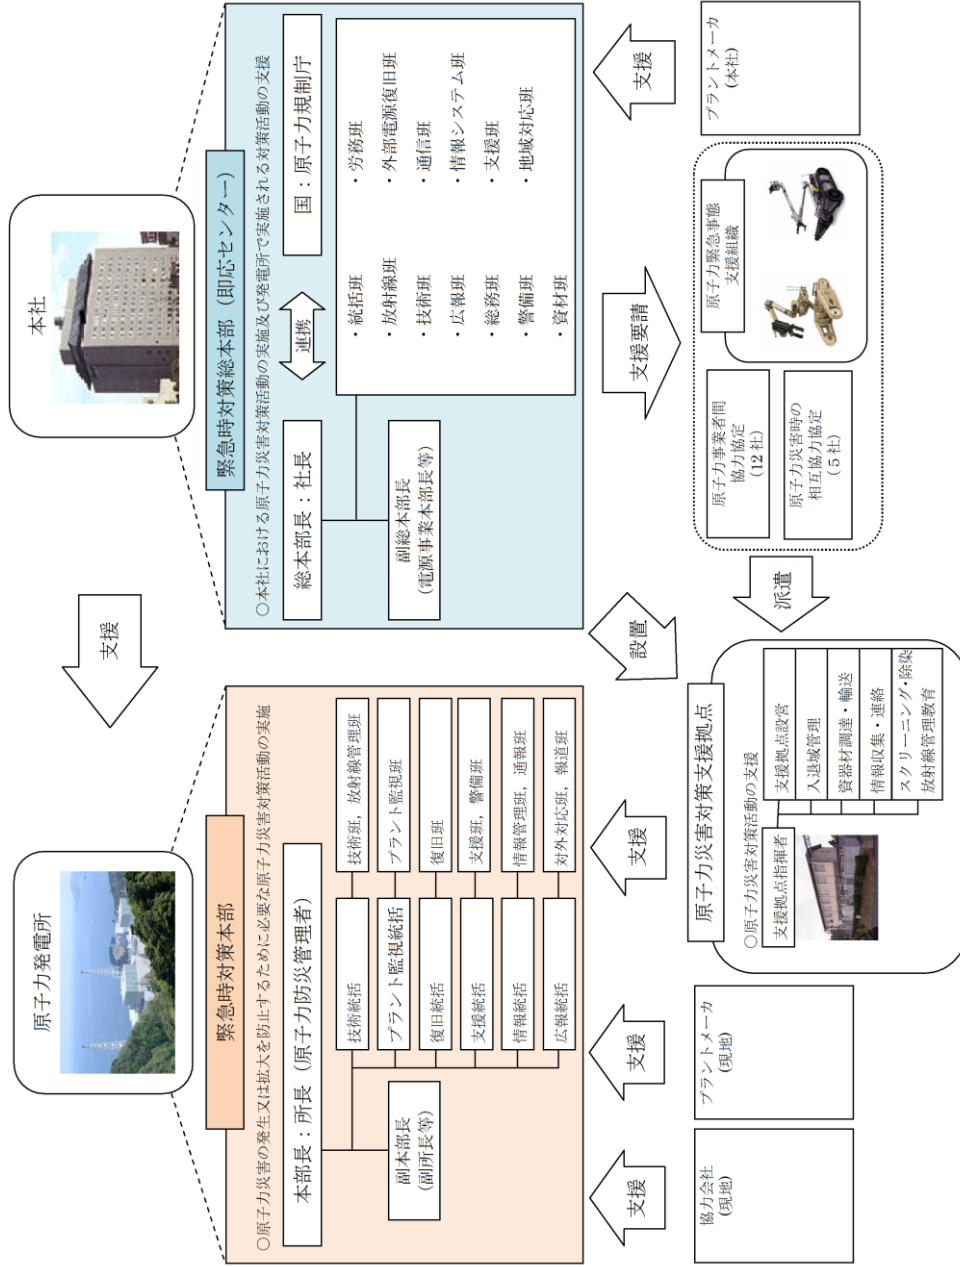 原子力発電所
緊急時対策本部
○原子力災害の発生又は拡大を防止するために必要な原子力災害対策活動の実施
本部長：所長（原子力防災管理者）
副本部長
(副所長等)
技術統括
技術班，放射線管理班
プラント監視統括
プラント監視班
復旧統括
復旧班
支援統括
支援班，警備班
情報統括
情報管理班，通報班
広報統括
対外対応班，報道班
支援
本社
緊急時対策総本部（即応センター）
○本社における原子力災害対策活動の実施及び発電所で実施される対策活動の支援
総本部長：社長
連携
国：原子力規制庁
副総本部長
(電源事業本部長等)
・統括班
・労務班
・放射線班
・外部電源復旧班
・技術班
・通信班
・広報班
・情報システム班
・総務班
・支援班
・警備班
・地域対応班
・資材班
支援
支援
支援
設置
支援要請
支援
協力会社
(現地)
プラントメーカ
(現地)
原子力災害対策支援拠点
○原子力災害対策活動の支援
支援拠点指揮者
支援拠点設営
入退域管理
資器材調達・輸送
情報収集・連絡
スクリーニング・除染
放射線管理教育
派遣
原子力事業者間
協力協定
(12社)
原子力災害時の
相互協力協定
(5社)
原子力緊急事態
支援組織
プラントメーカ
(本社)